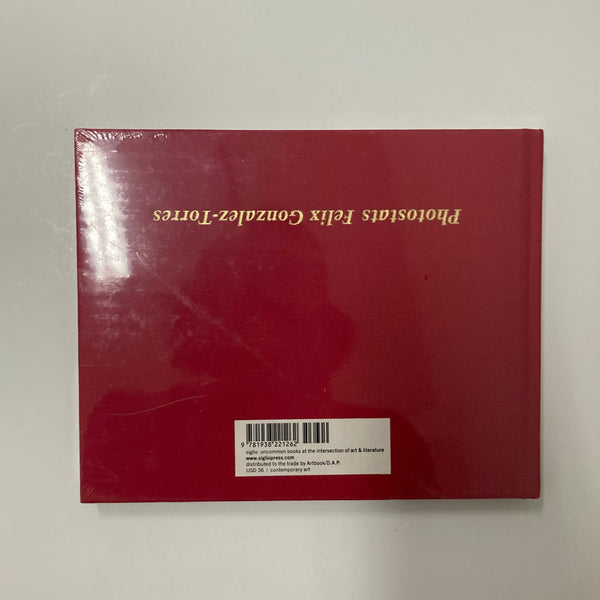 Photostats Felix Gonzalez-Torres
9 781938 221262
siglio uncommon books at the intersection of art & literature
www.sigliopress.com
distributed to the trade by Artbook/D.A.P.
USD 36 | contemporary art